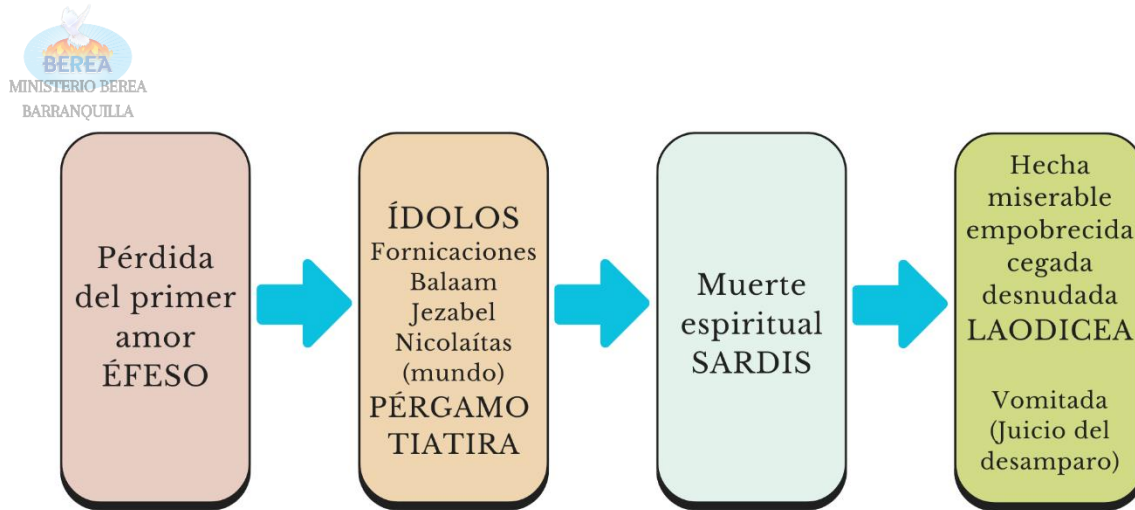 BEREA
MINISTERIO BEREA
BARRANQUILLA
Pérdida
del primer
amor
ÉFESO
ÍDOLOS
Fornicaciones
Balaam
Jezabel
Nicolaítas
(mundo)
PÉRGAMO
TIATIRA
Muerte
espiritual
SARDIS
Hecha
miserable
empobrecida
cegada
desnudada
LAODICEA
Vomitada
(Juicio del
desamparo)